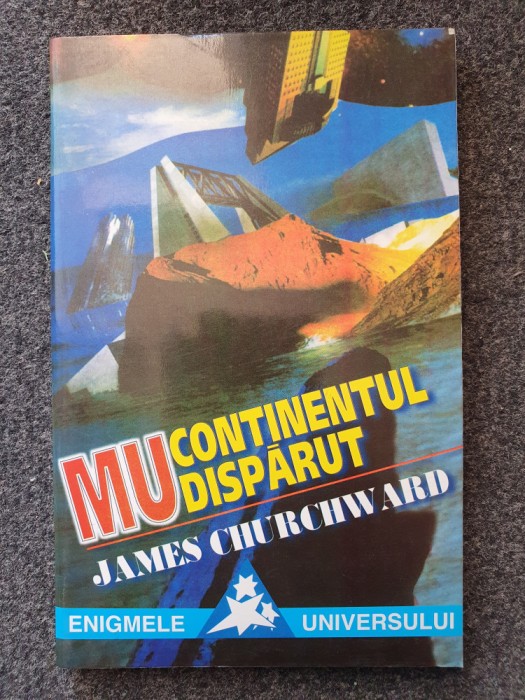 MU CONTINENTUL
DISPĂRUT
JAMES CHURCHWARD
ENIGMELE UNIVERSULUI